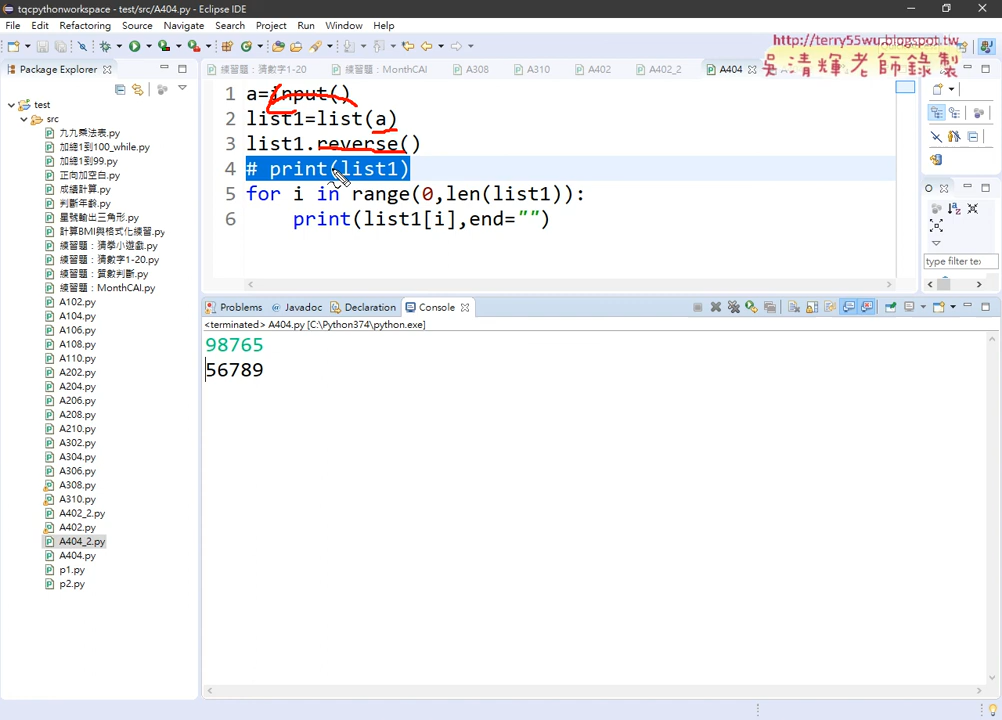 tqcpythonworkspace - test/src/A404.py - Eclipse IDE
File Edit Refactoring Source Navigate Search Project Run Window Help
http://terry55wu.blogspot.tw
吳清輝老師錄製
Package Explorer
練習題：猜數字1-20 練習題：MonthCAI A308 A310 A402 A402_2 A404
test
src
九九乘法表.py
加總1到100_while.py
加總1到99.py
正向加空白.py
成績計算.py
判斷年齡.py
星號輸出三角形.py
計算BMI與格式化練習.py
練習題：猜拳小遊戲.py
練習題：猜數字1-20.py
練習題：質數判斷.py
練習題：MonthCAI.py
A102.py
A104.py
A106.py
A108.py
A110.py
A202.py
A204.py
A206.py
A208.py
A210.py
A302.py
A304.py
A306.py
A308.py
A310.py
A402_2.py
A402.py
A404_2.py
A404.py
p1.py
p2.py
1 a=input()
2 list1=list(a)
3 list1.reverse()
4 # print(list1)
5 for i in range(0,len(list1)):
6     print(list1[i],end="")
Problems Javadoc Declaration Console
<terminated> A404.py [C:\Python374\python.exe]
98765
56789
O
type filter te